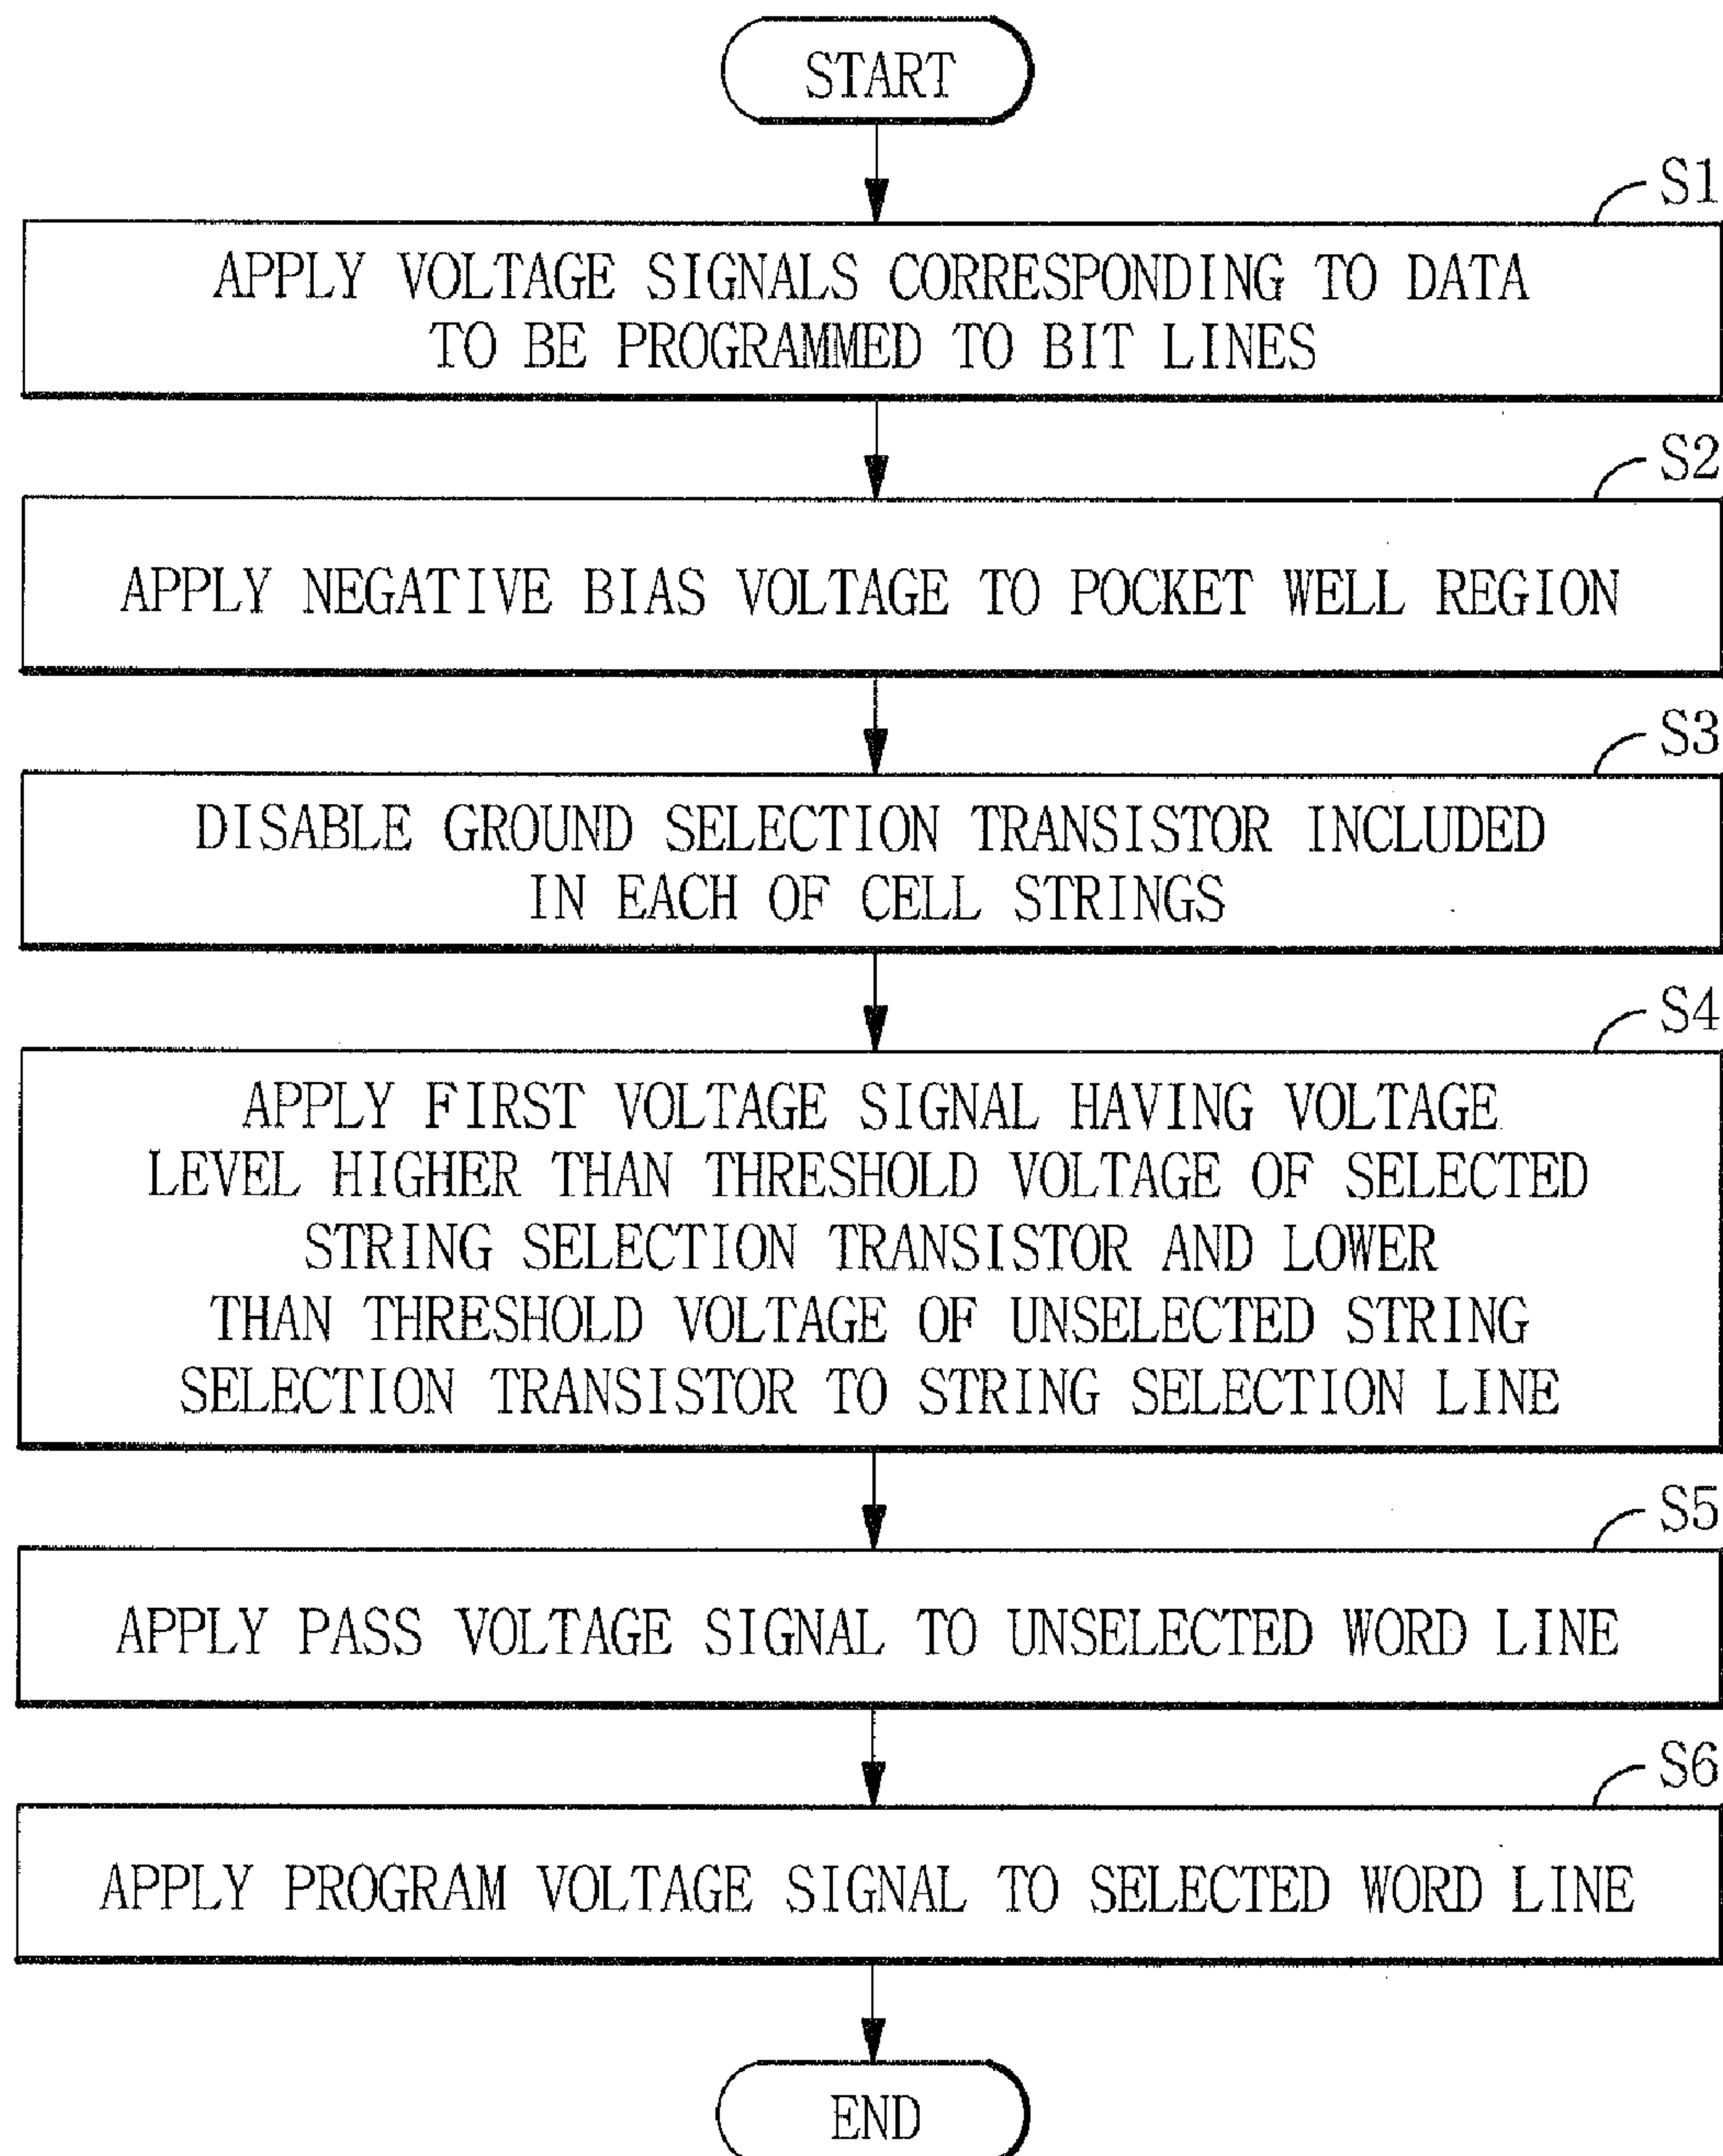 START
S1
APPLY VOLTAGE SIGNALS CORRESPONDING TO DATA
TO BE PROGRAMMED TO BIT LINES
S2
APPLY NEGATIVE BIAS VOLTAGE TO POCKET WELL REGION
S3
DISABLE GROUND SELECTION TRANSISTOR INCLUDED
IN EACH OF CELL STRINGS
S4
APPLY FIRST VOLTAGE SIGNAL HAVING VOLTAGE
LEVEL HIGHER THAN THRESHOLD VOLTAGE OF SELECTED
STRING SELECTION TRANSISTOR AND LOWER
THAN THRESHOLD VOLTAGE OF UNSELECTED STRING
SELECTION TRANSISTOR TO STRING SELECTION LINE
S5
APPLY PASS VOLTAGE SIGNAL TO UNSELECTED WORD LINE
S6
APPLY PROGRAM VOLTAGE SIGNAL TO SELECTED WORD LINE
END